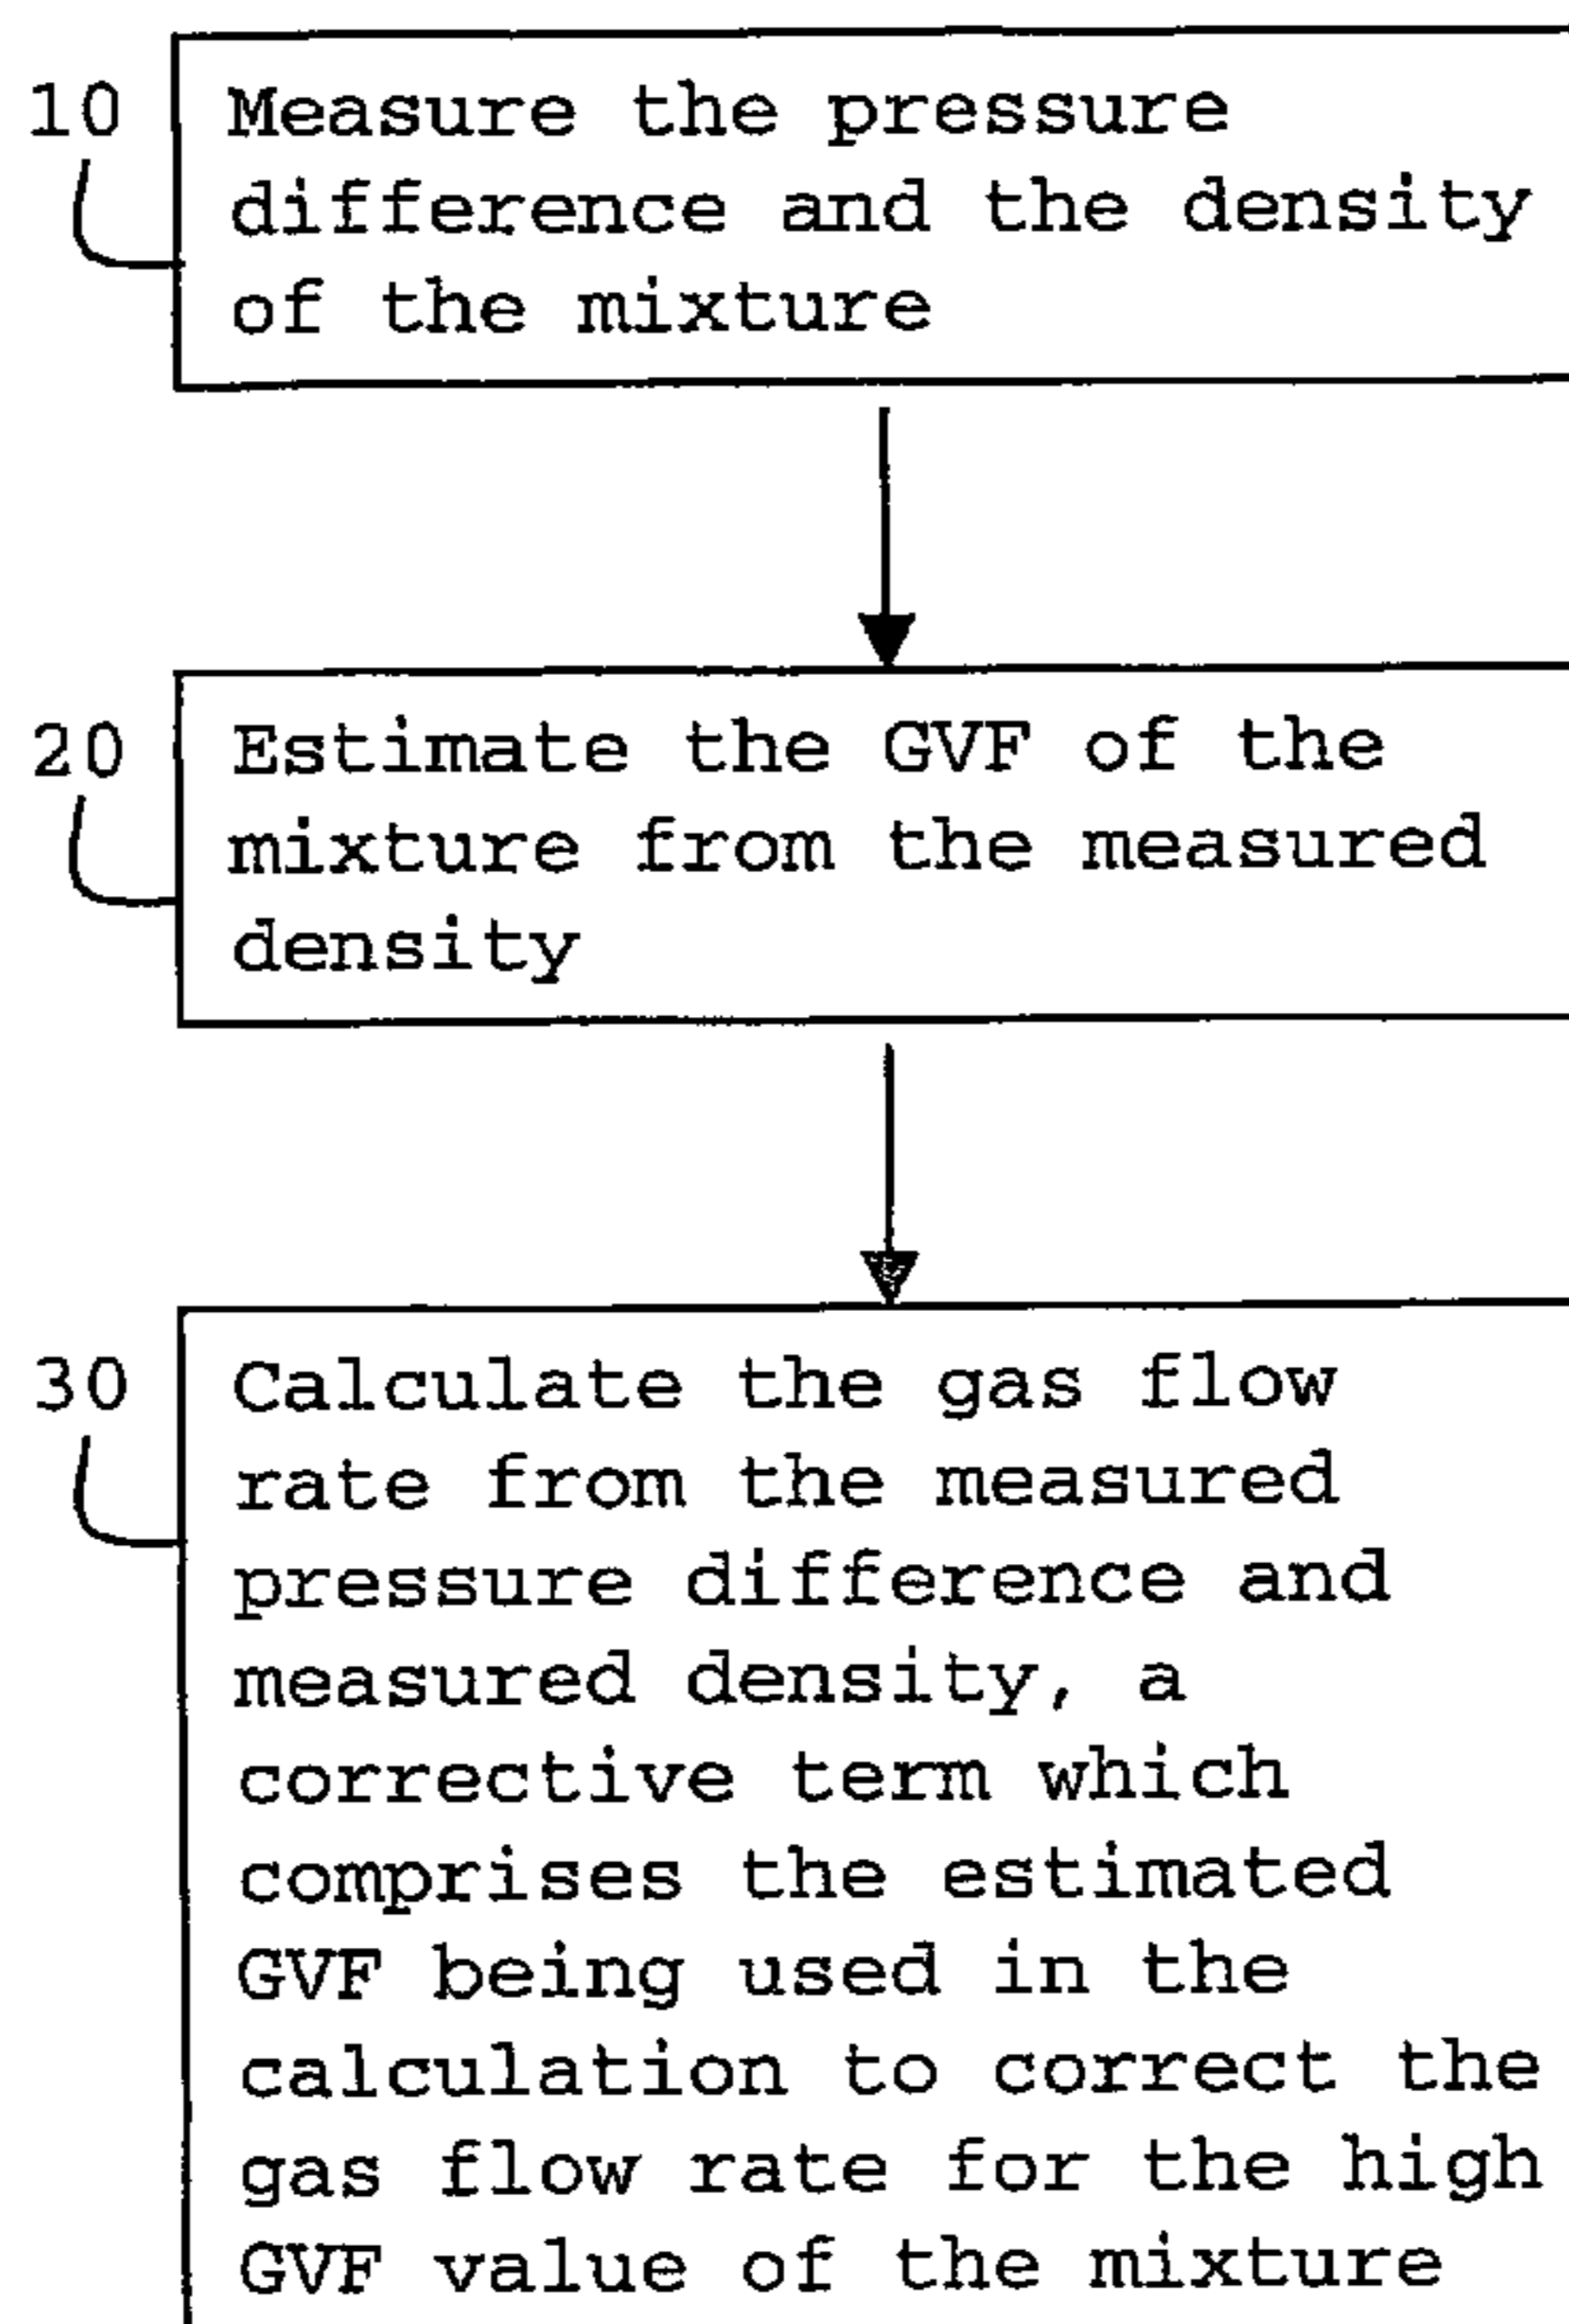 10
Measure the pressure
difference and the density
of the mixture
20
Estimate the GVF of the
mixture from the measured
density
30
Calculate the gas flow
rate from the measured
pressure difference and
measured density, a
corrective term which
comprises the estimated
GVF being used in the
calculation to correct the
gas flow rate for the high
GVF value of the mixture